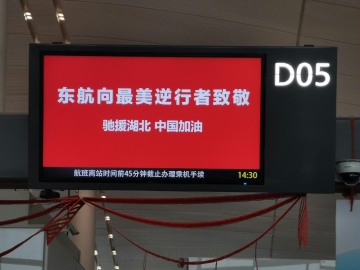 东航向最美逆行者致敬
驰援湖北 中国加油
航班离站时间前45分钟截止办理乘机手续 14:30
D05